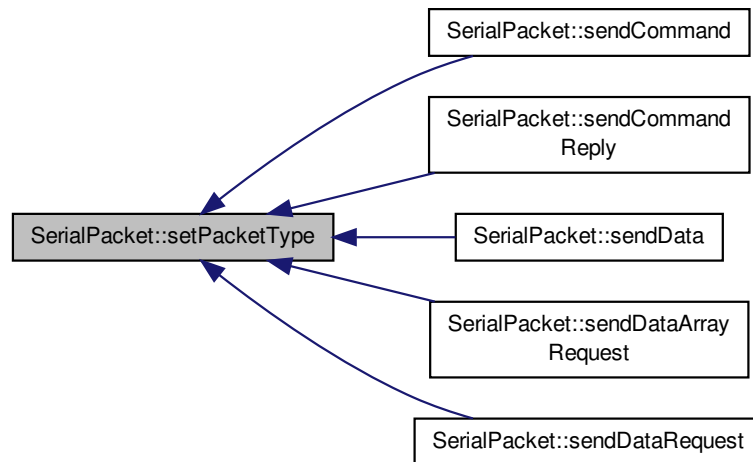 SerialPacket::sendCommand
SerialPacket::sendCommand
Reply
SerialPacket::setPacketType
SerialPacket::sendData
SerialPacket::sendDataArray
Request
SerialPacket::sendDataRequest